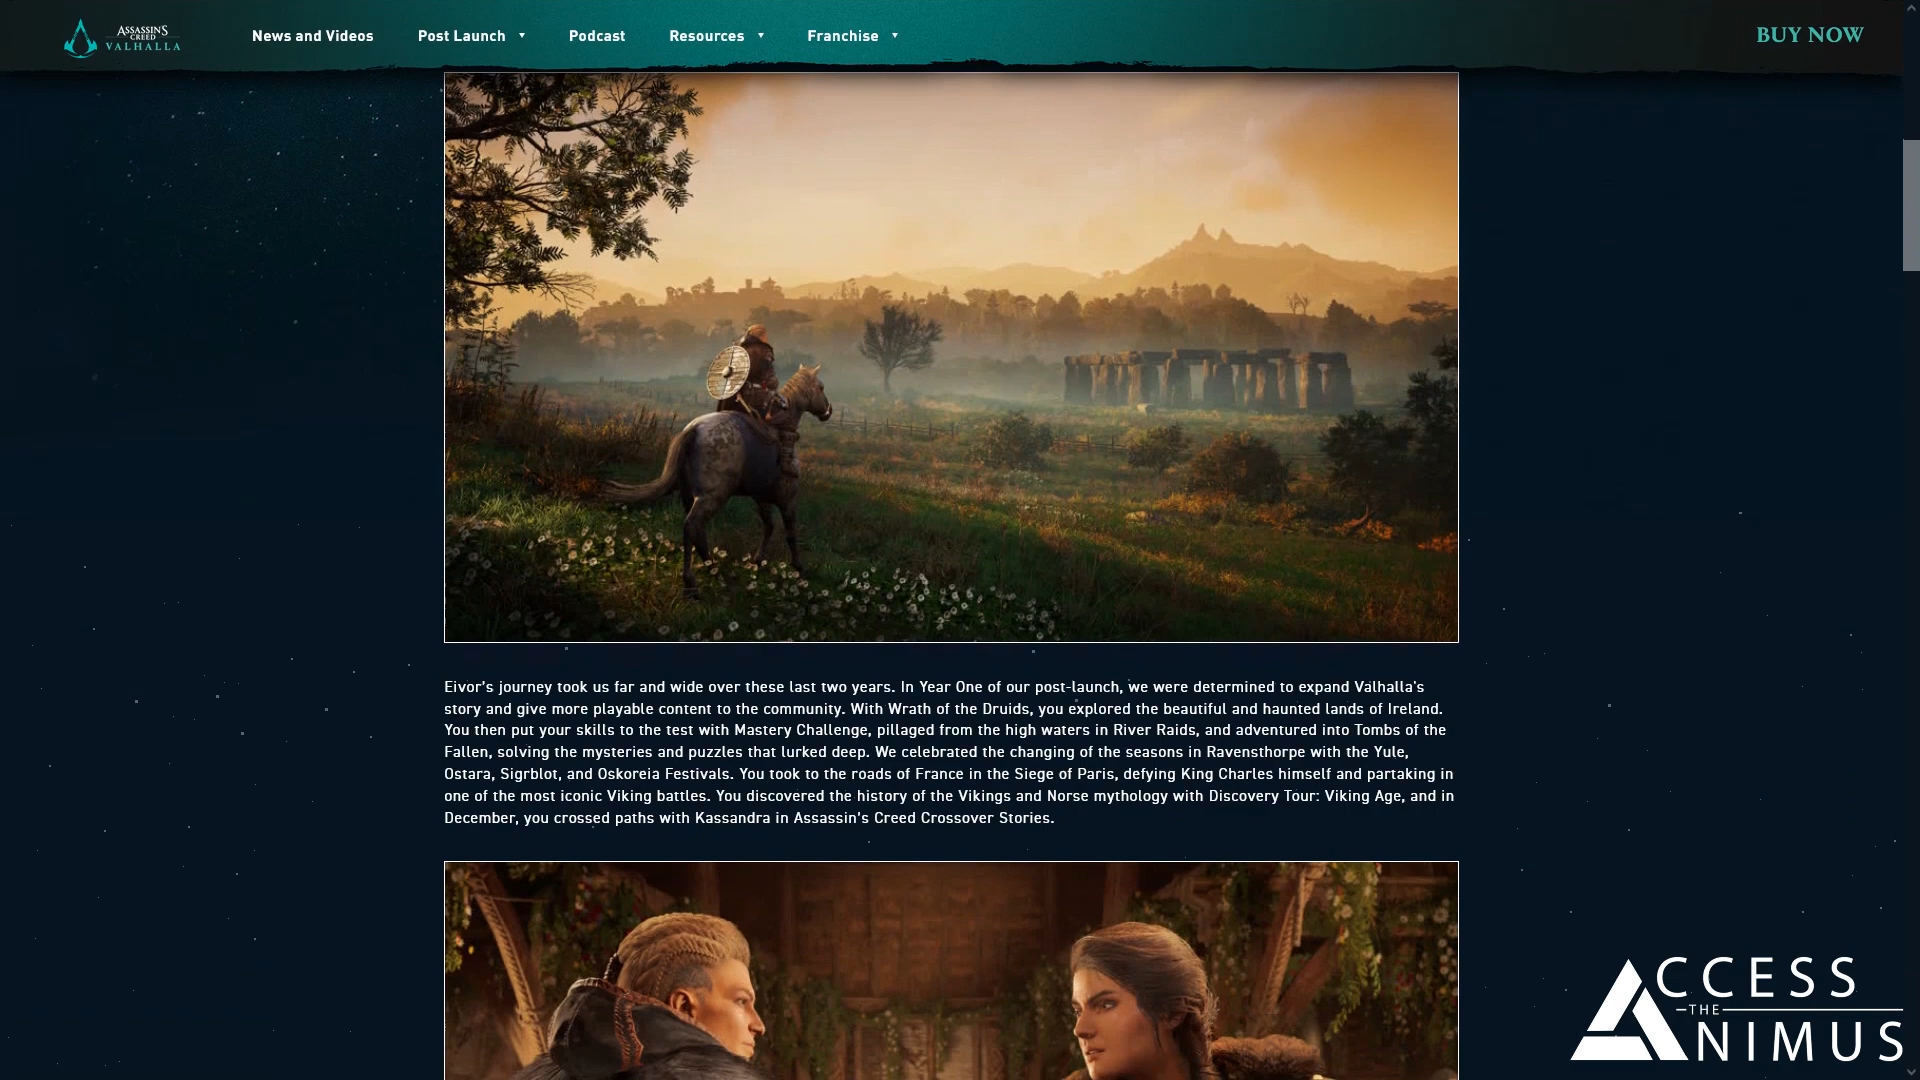 ASSASSIN'S
CREED
VALHALLA
News and Videos
Post Launch
Podcast
Resources
Franchise
BUY NOW
Eivor's journey took us far and wide over these last two years. In Year One of our post-launch, we were determined to expand Valhalla's
story and give more playable content to the community. With Wrath of the Druids, you explored the beautiful and haunted lands of Ireland.
You then put your skills to the test with Mastery Challenge, pillaged from the high waters in River Raids, and adventured into Tombs of the
Fallen, solving the mysteries and puzzles that lurked deep. We celebrated the changing of the seasons in Ravensthorpe with the Yule,
Ostara, Sigrblot, and Oskoreia Festivals. You took to the roads of France in the Siege of Paris, defying King Charles himself and partaking in
one of the most iconic Viking battles. You discovered the history of the Vikings and Norse mythology with Discovery Tour: Viking Age, and in
December, you crossed paths with Kassandra in Assassin's Creed Crossover Stories.
ACCESS
THE
ANIMUS